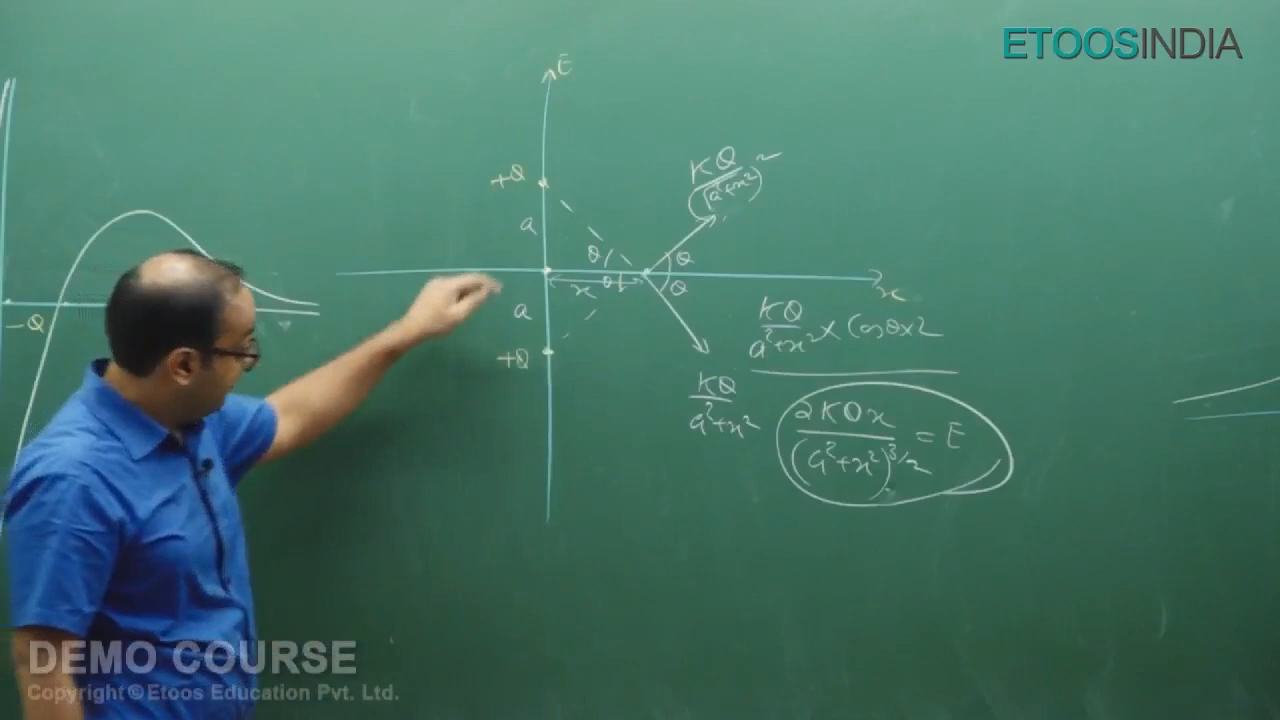 ETOOSINDIA
E
+Q
a
θ
θ
x
a
+Q
KQ/(√a²+x²)²
θ
θ
x
KQ/a²+x² × Cosθ×2
KQ/a²+x²
2KQx/(a²+x²)^3/2 = E
-Q
DEMO COURSE
Copyright © Etoos Education Pvt. Ltd.